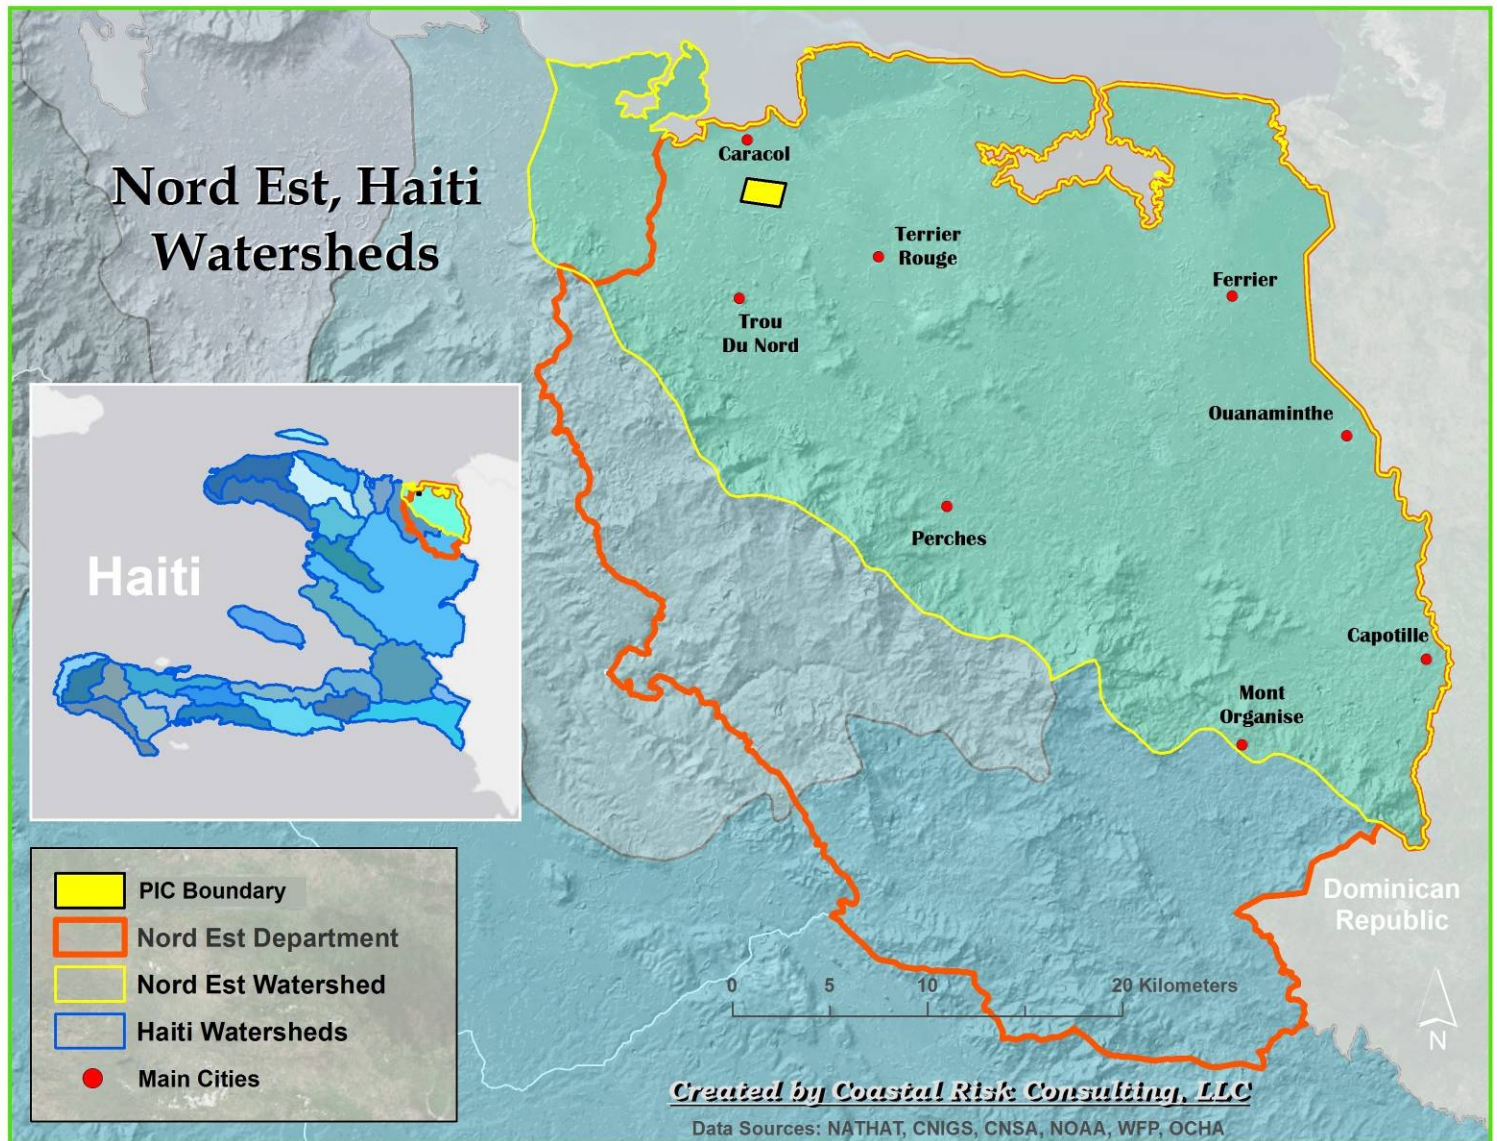 Nord Est, Haiti
Watersheds
Caracol
Terrier
Rouge
Trou
Du Nord
Ferrier
Ouanaminthe
Perches
Capotille
Mont
Organise
Haiti
Dominican
Republic
PIC Boundary
Nord Est Department
Nord Est Watershed
Haiti Watersheds
Main Cities
0 5 10 20 Kilometers
N
Created by Coastal Risk Consulting, LLC
Data Sources: NATHAT, CNIGS, CNSA, NOAA, WFP, OCHA